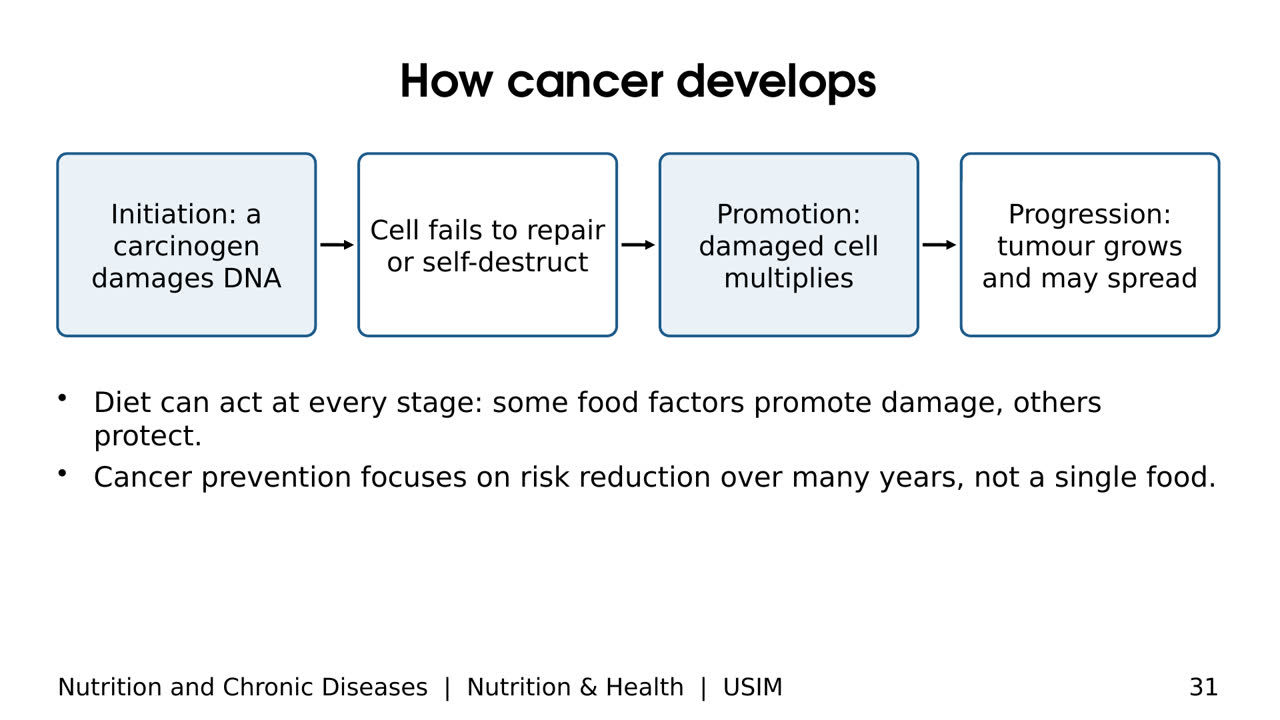 How cancer develops
Initiation: a
carcinogen
damages DNA
Cell fails to repair
or self-destruct
Promotion:
damaged cell
multiplies
Progression:
tumour grows
and may spread
• Diet can act at every stage: some food factors promote damage, others
protect.
• Cancer prevention focuses on risk reduction over many years, not a single food.
Nutrition and Chronic Diseases | Nutrition & Health | USIM
31